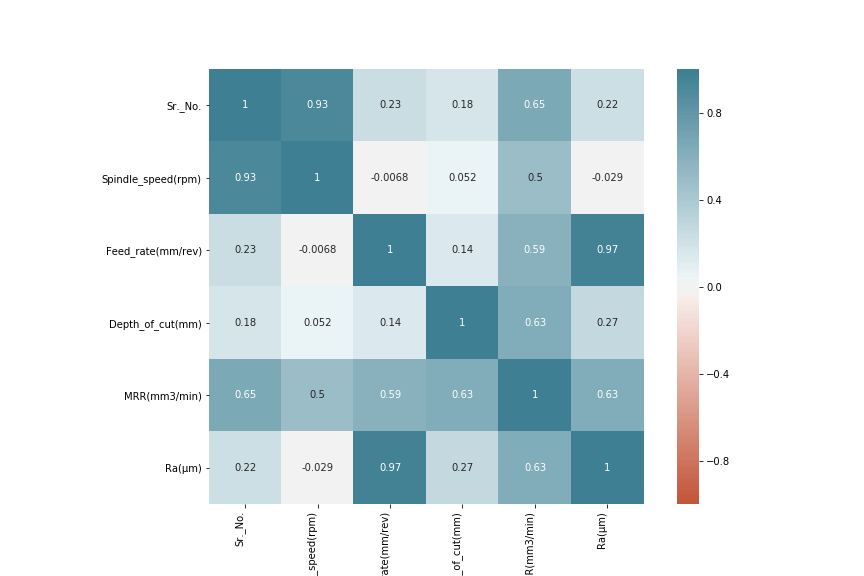 Sr._No. 1 0.93 0.23 0.18 0.65 0.22
Spindle_speed(rpm) 0.93 1 -0.0068 0.052 0.5 -0.029
Feed_rate(mm/rev) 0.23 -0.0068 1 0.14 0.59 0.97
Depth_of_cut(mm) 0.18 0.052 0.14 1 0.63 0.27
MRR(mm3/min) 0.65 0.5 0.59 0.63 1 0.63
Ra(μm) 0.22 -0.029 0.97 0.27 0.63 1
Sr._No.
_speed(rpm)
ate(mm/rev)
_of_cut(mm)
R(mm3/min)
Ra(μm)
0.8
0.4
0.0
−0.4
−0.8